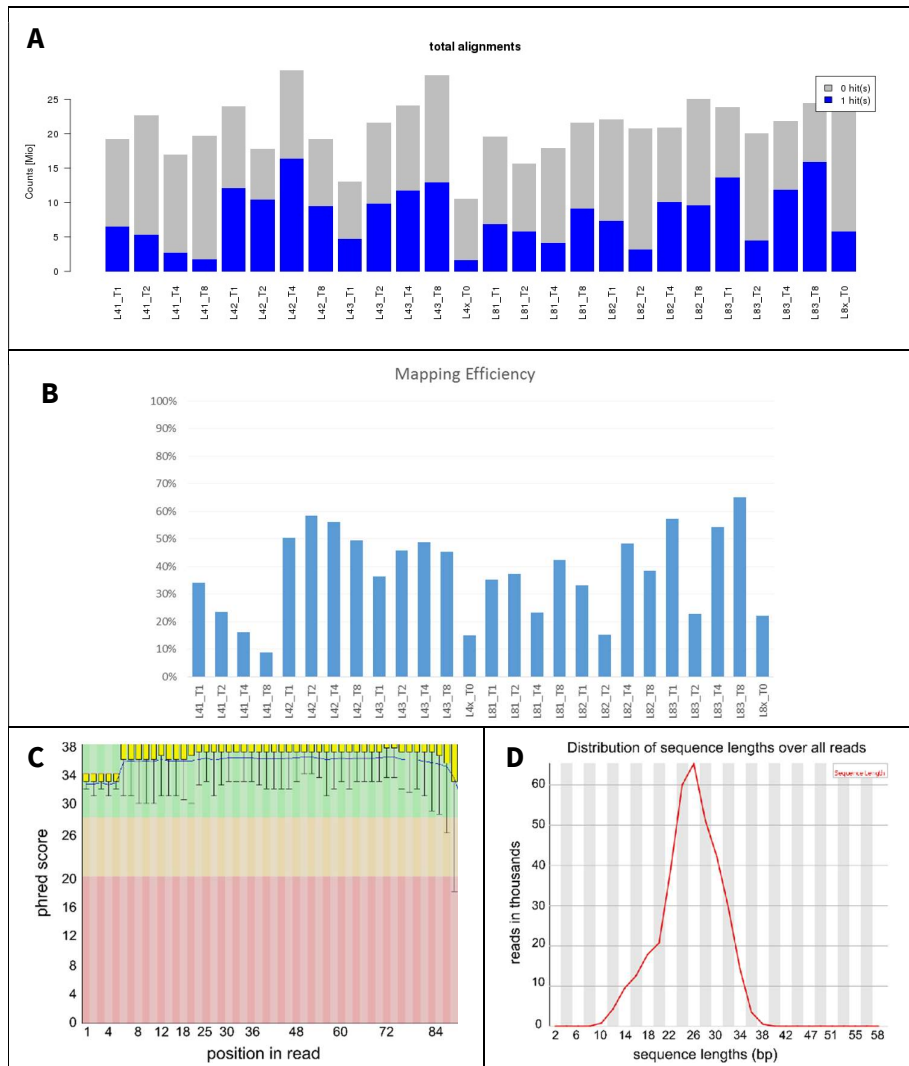 A
total alignments
0 hit(s)
1 hit(s)
Counts [Mio]
25
20
15
10
5
0
L41_T1 L41_T2 L41_T4 L41_T8 L42_T1 L42_T2 L42_T4 L42_T8 L43_T1 L43_T2 L43_T4 L43_T8 L4x_T0 L81_T1 L81_T2 L81_T4 L81_T8 L82_T1 L82_T2 L82_T4 L82_T8 L83_T1 L83_T2 L83_T4 L83_T8 L8x_T0
B
Mapping Efficiency
100%
90%
80%
70%
60%
50%
40%
30%
20%
10%
0%
L41_T1 L41_T2 L41_T4 L41_T8 L42_T1 L42_T2 L42_T4 L42_T8 L43_T1 L43_T2 L43_T4 L43_T8 L4x_T0 L81_T1 L81_T2 L81_T4 L81_T8 L82_T1 L82_T2 L82_T4 L82_T8 L83_T1 L83_T2 L83_T4 L83_T8 L8x_T0
C
38
34
30
26
20
16
12
8
4
0
phred score
1 4 8 12 18 25 30 36 48 60 72 84
position in read
D
Distribution of sequence lengths over all reads
Sequence Length
60
50
40
30
20
10
0
reads in thousands
2 6 10 14 18 22 26 30 34 38 42 47 51 55 58
sequence lengths (bp)